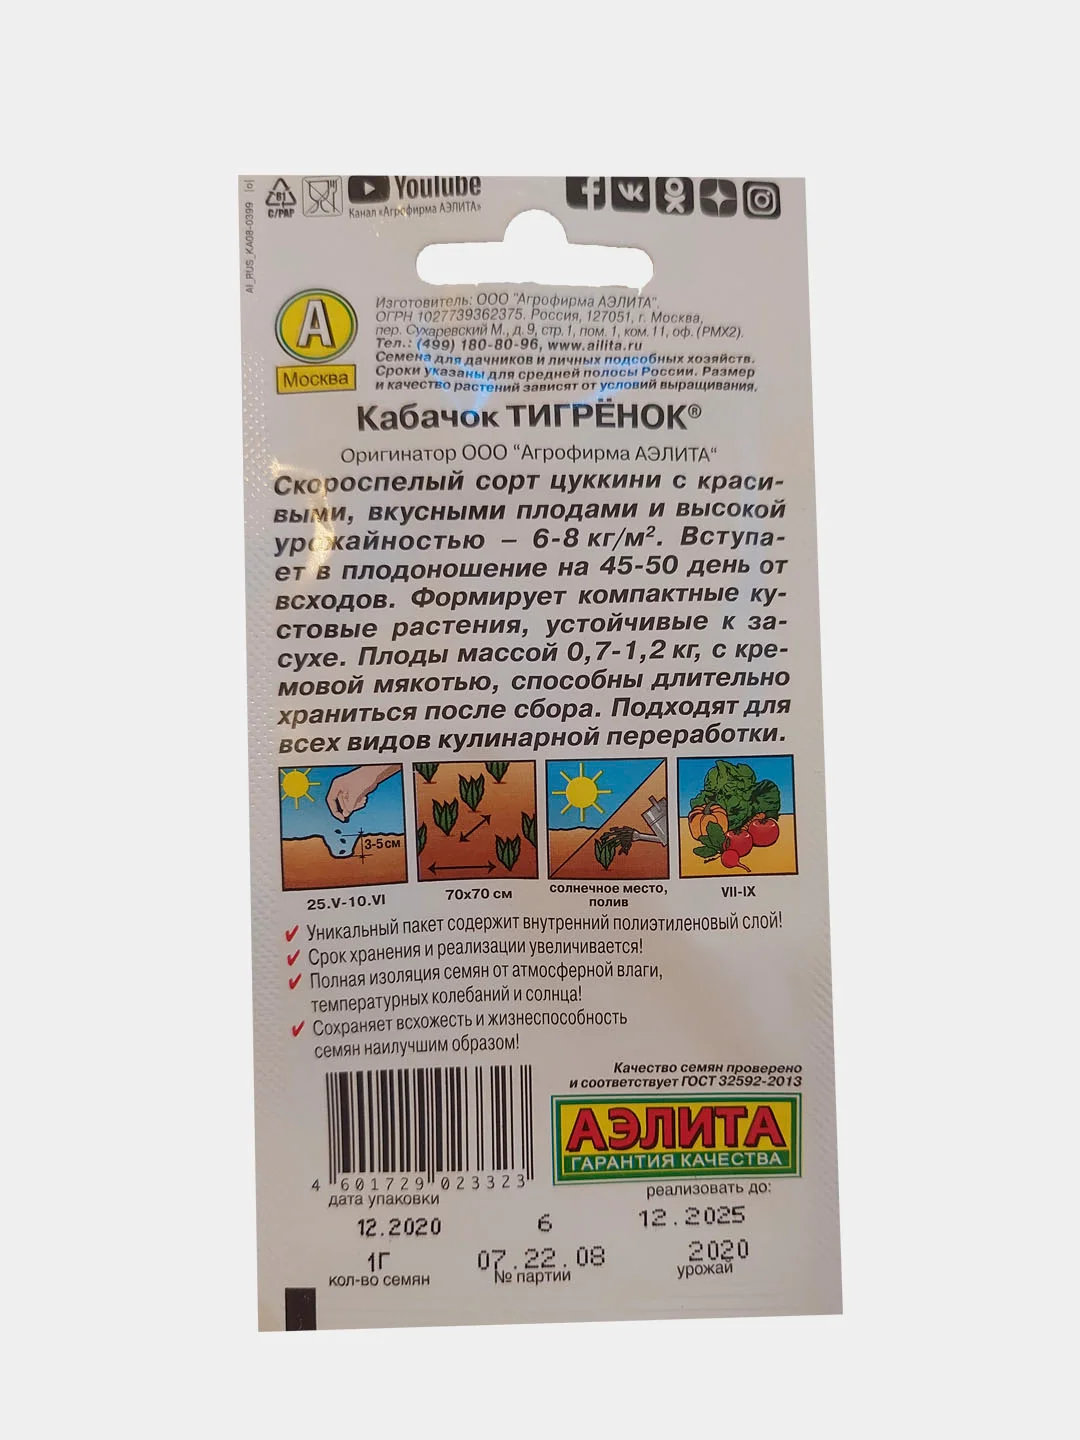 YouTube
Канал «Агрофирма АЭЛИТА»
81
C/PAP
AI_RUS_KA08-0399
А
Москва
Изготовитель: ООО "Агрофирма АЭЛИТА".
ОГРН 1027739362375. Россия, 127051, г. Москва,
пер. Сухаревский М., д. 9, стр. 1, пом. 1, ком. 11, оф. (РМХ2).
Тел.: (499) 180-80-96, www.ailita.ru
Семена для дачников и личных подсобных хозяйств.
Сроки указаны для средней полосы России. Размер
и качество растений зависят от условий выращивания.
Кабачок ТИГРЁНОК®
Оригинатор ООО "Агрофирма АЭЛИТА"
Скороспелый сорт цуккини с краси-
выми, вкусными плодами и высокой
урожайностью – 6-8 кг/м². Вступа-
ет в плодоношение на 45-50 день от
всходов. Формирует компактные ку-
стовые растения, устойчивые к за-
сухе. Плоды массой 0,7-1,2 кг, с кре-
мовой мякотью, способны длительно
храниться после сбора. Подходят для
всех видов кулинарной переработки.
3-5 см
25.V-10.VI
70х70 см
солнечное место,
полив
VII-IX
Уникальный пакет содержит внутренний полиэтиленовый слой!
Срок хранения и реализации увеличивается!
Полная изоляция семян от атмосферной влаги,
температурных колебаний и солнца!
Сохраняет всхожесть и жизнеспособность
семян наилучшим образом!
Качество семян проверено
и соответствует ГОСТ 32592-2013
АЭЛИТА
ГАРАНТИЯ КАЧЕСТВА
4 601729 023323
дата упаковки
реализовать до:
12.2020
6
12.2025
1Г
07.22.08
2020
кол-во семян
№ партии
урожай